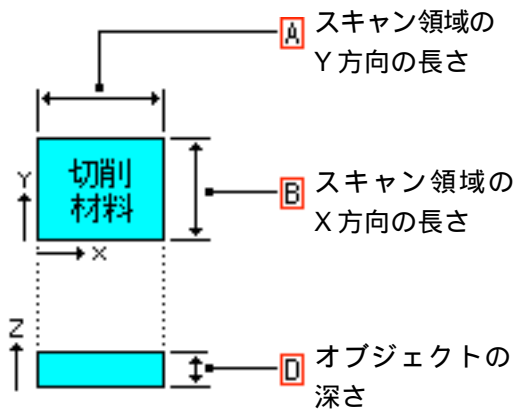 A スキャン領域の
Y方向の長さ
切削
材料
Y
X
B スキャン領域の
X方向の長さ
Z
D オブジェクトの
深さ